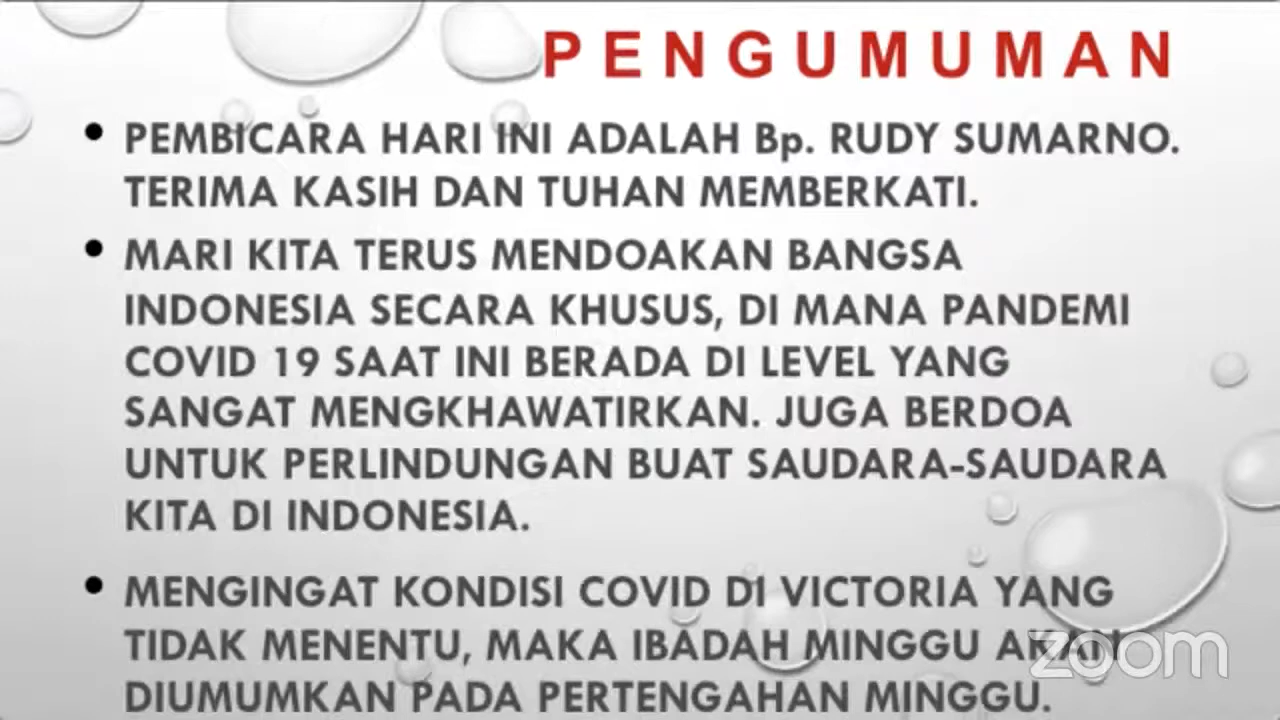 PENGUMUMAN
• PEMBICARA HARI INI ADALAH Bp. RUDY SUMARNO.
TERIMA KASIH DAN TUHAN MEMBERKATI.
• MARI KITA TERUS MENDOAKAN BANGSA
INDONESIA SECARA KHUSUS, DI MANA PANDEMI
COVID 19 SAAT INI BERADA DI LEVEL YANG
SANGAT MENGKHAWATIRKAN. JUGA BERDOA
UNTUK PERLINDUNGAN BUAT SAUDARA-SAUDARA
KITA DI INDONESIA.
• MENGINGAT KONDISI COVID DI VICTORIA YANG
TIDAK MENENTU, MAKA IBADAH MINGGU AKAN
DIUMUMKAN PADA PERTENGAHAN MINGGU.
zoom